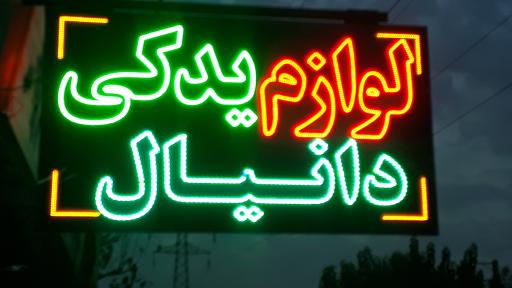 لوازم یدکی
دانیال